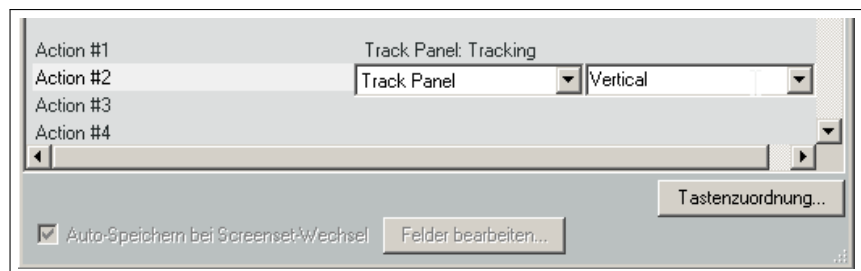 Action #1 Track Panel: Tracking
Action #2 Track Panel Vertical
Action #3
Action #4
Tastenzuordnung...
Auto-Speichern bei Screenset-Wechsel Felder bearbeiten...